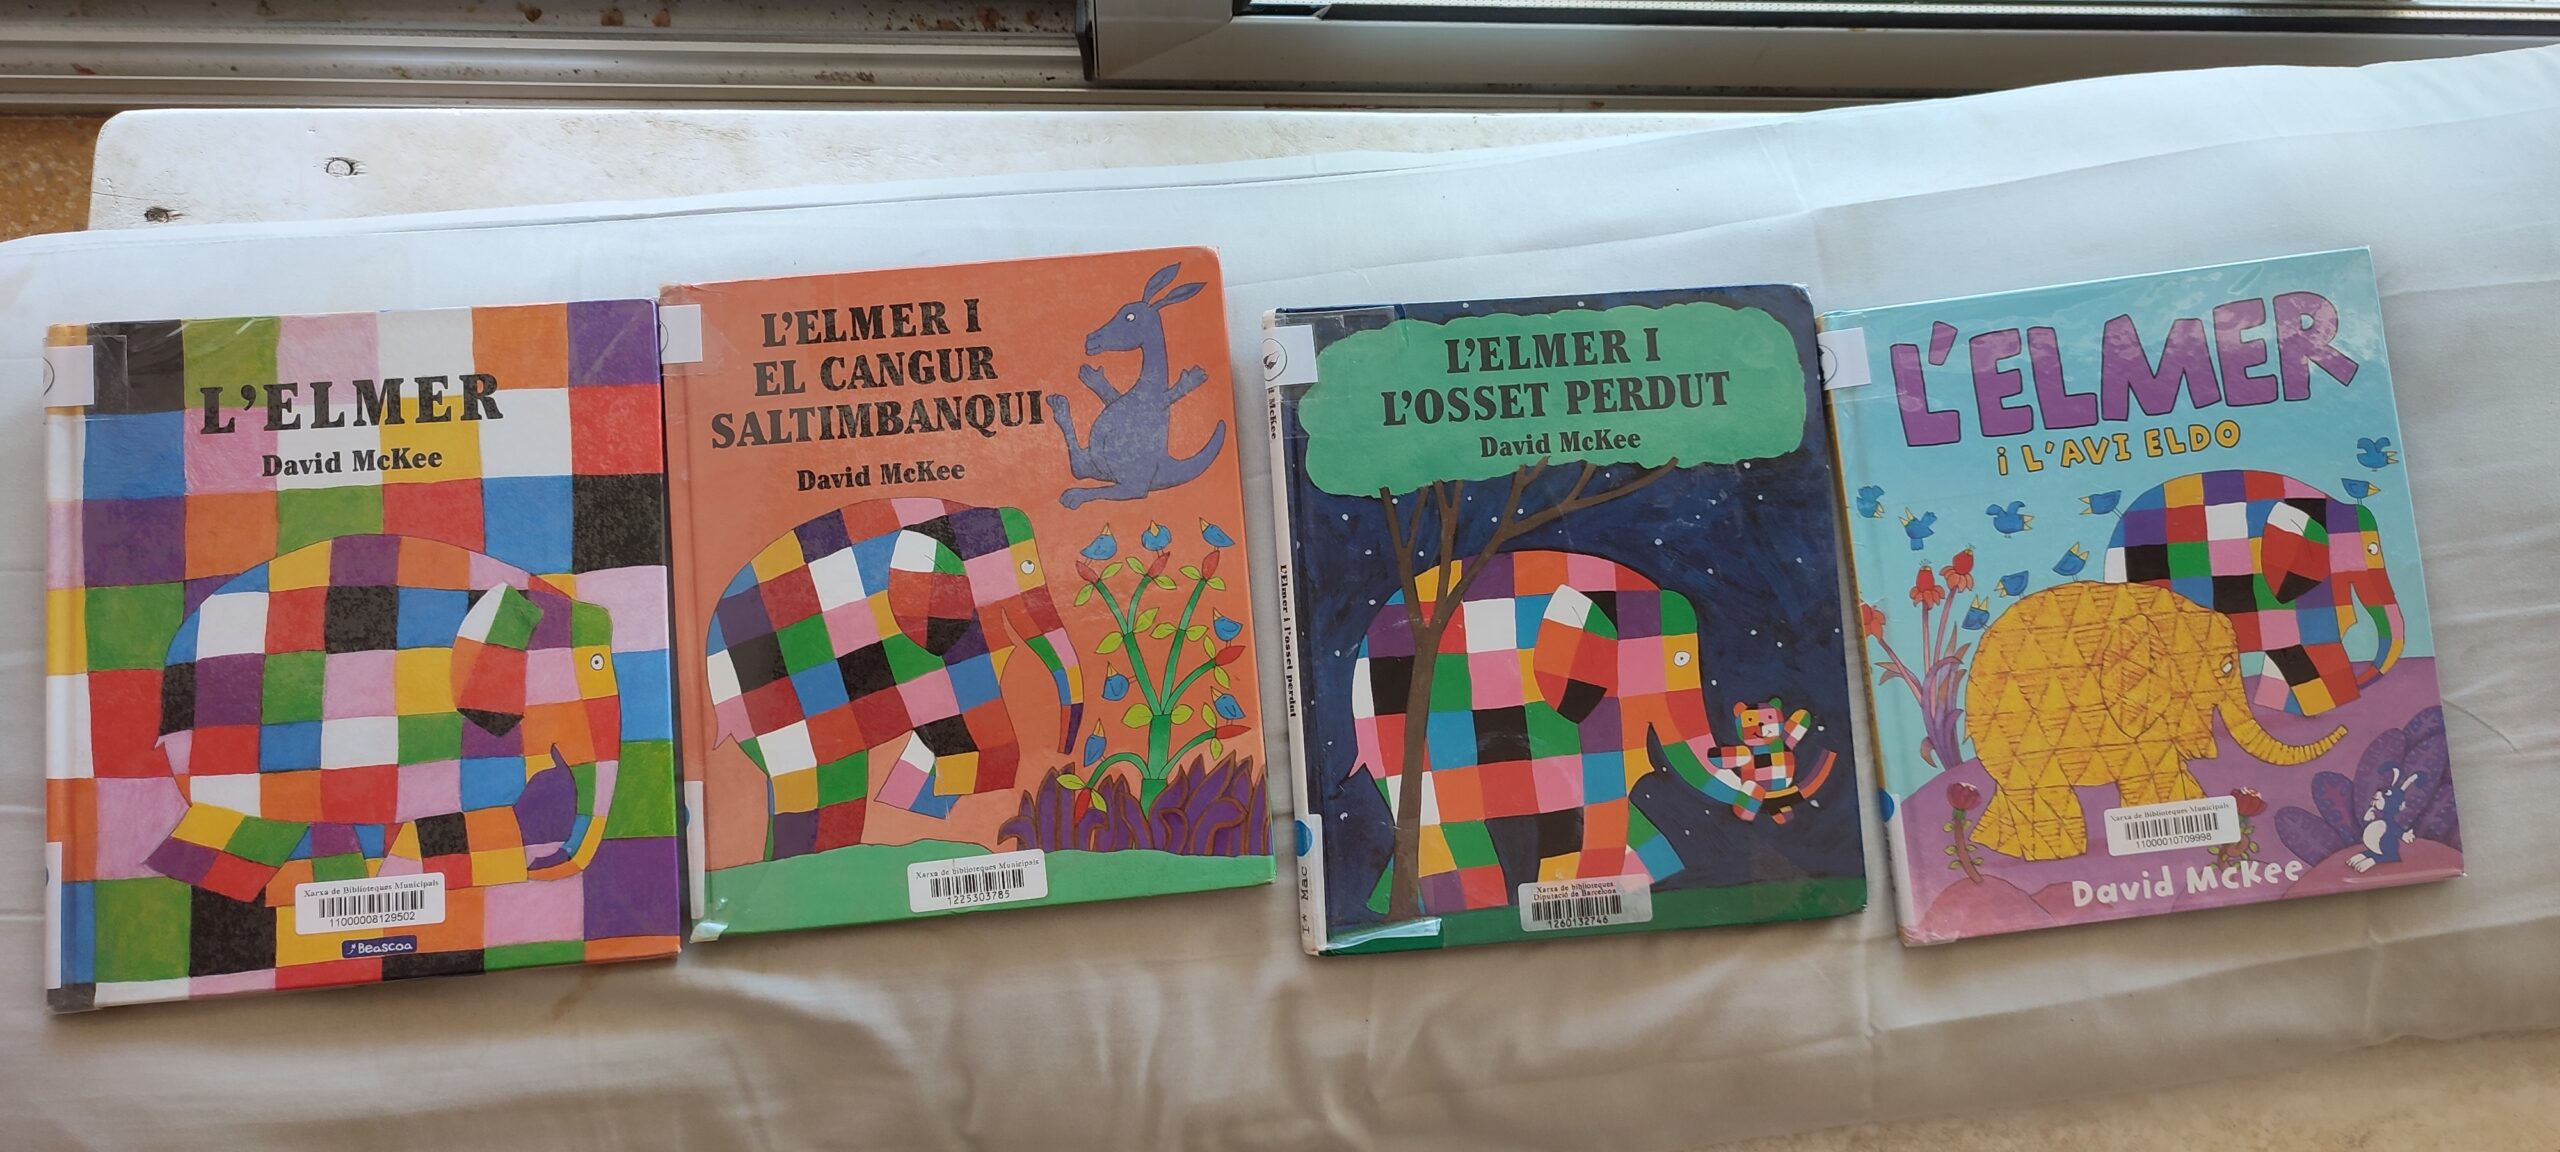 L'ELMER
David McKee
Xarxa de Biblioteques Municipals
11000008129502
Beascoa
L'ELMER I
EL CANGUR
SALTIMBANQUI
David McKee
Xarxa de biblioteques Municipals
1225303785
L'ELMER I
L'OSSET PERDUT
David McKee
Xarxa de biblioteques
Diputació de Barcelona
1260132746
d McKee
L'Elmer i l'osset perdut
I* Mac
L'ELMER
i L'AVI ELDO
Xarxa de Biblioteques Municipals
11000010709998
David McKee